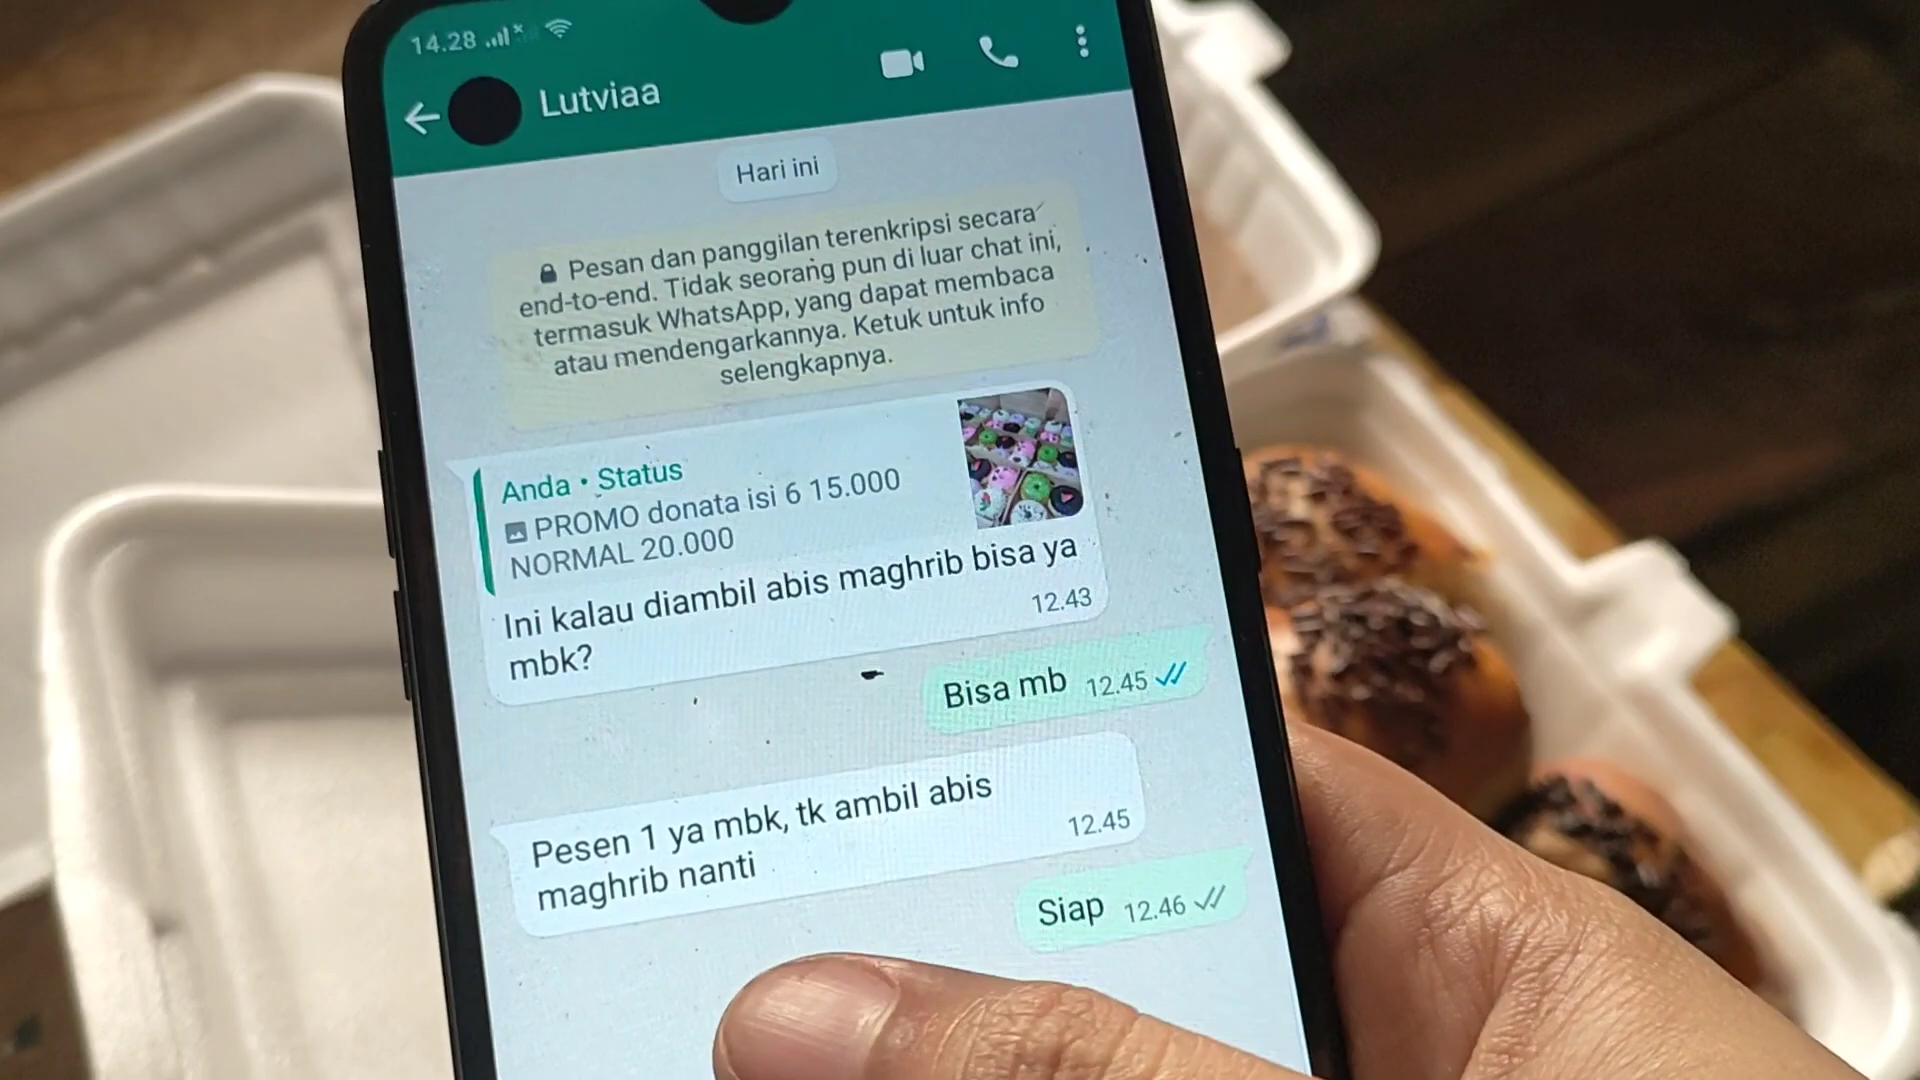 14.28
Lutviaa
Hari ini
Pesan dan panggilan terenkripsi secara
end-to-end. Tidak seorang pun di luar chat ini,
termasuk WhatsApp, yang dapat membaca
atau mendengarkannya. Ketuk untuk info
selengkapnya.
Anda • Status
PROMO donata isi 6 15.000
NORMAL 20.000
Ini kalau diambil abis maghrib bisa ya
mbk?
12.43
Bisa mb 12.45
Pesen 1 ya mbk, tk ambil abis
maghrib nanti
12.45
Siap 12.46